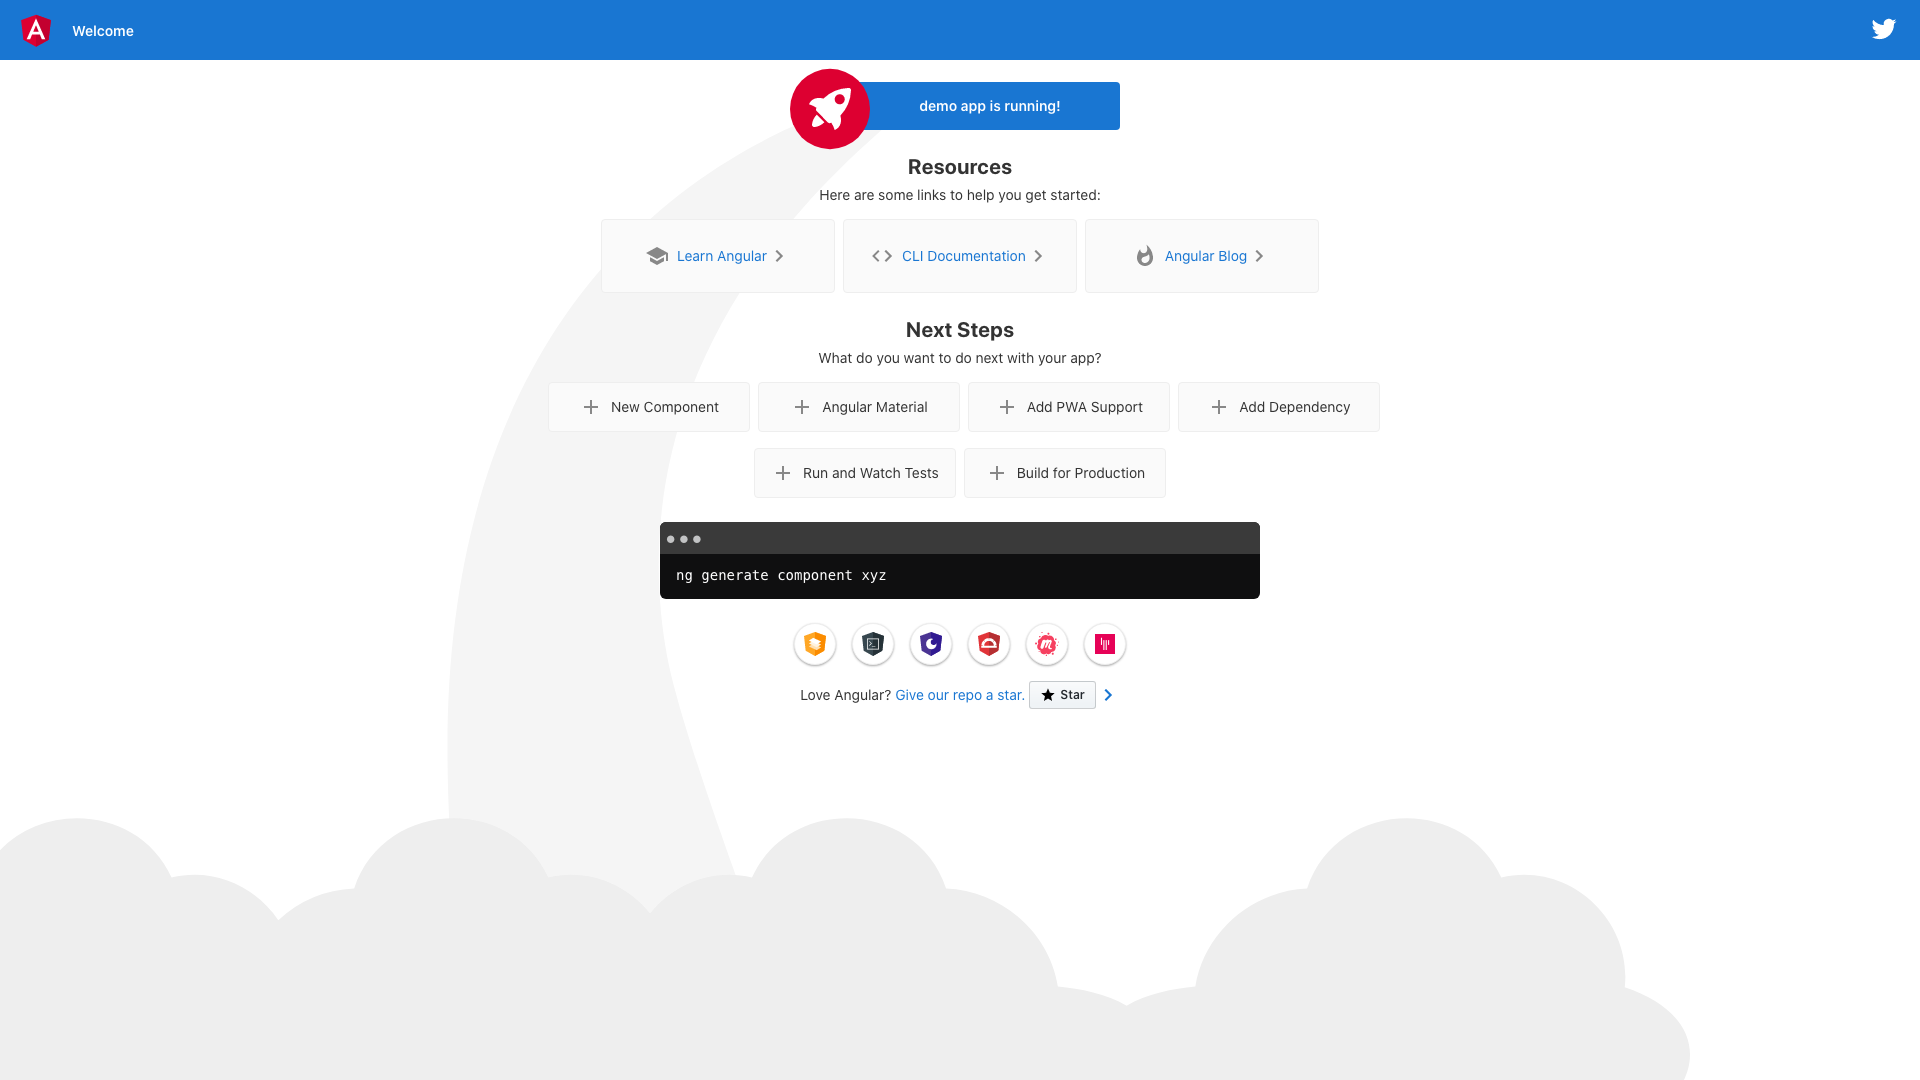 Welcome
demo app is running!
Resources
Here are some links to help you get started:
Learn Angular
CLI Documentation
Angular Blog
Next Steps
What do you want to do next with your app?
New Component
Angular Material
Add PWA Support
Add Dependency
Run and Watch Tests
Build for Production
ng generate component xyz
Love Angular? Give our repo a star. Star